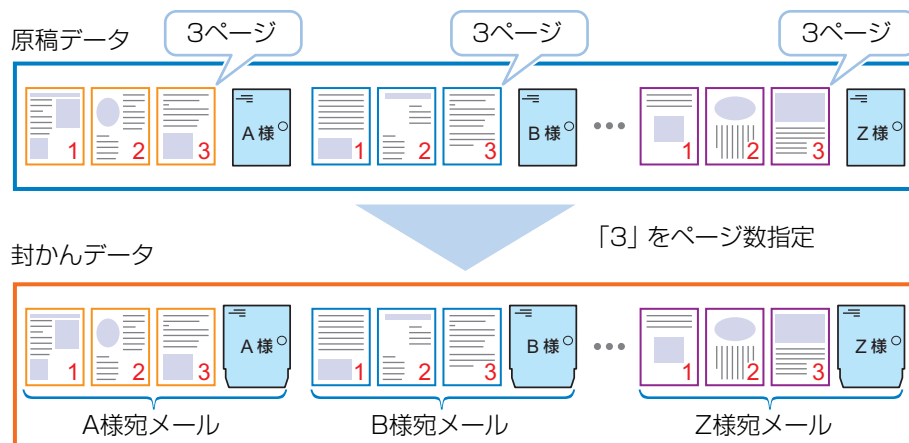 原稿データ
3ページ 3ページ 3ページ
1 2 3 A様 1 2 3 B様 ••• 1 2 3 Z様
「3」をページ数指定
封かんデータ
1 2 3 A様 1 2 3 B様 ••• 1 2 3 Z様
A様宛メール B様宛メール Z様宛メール